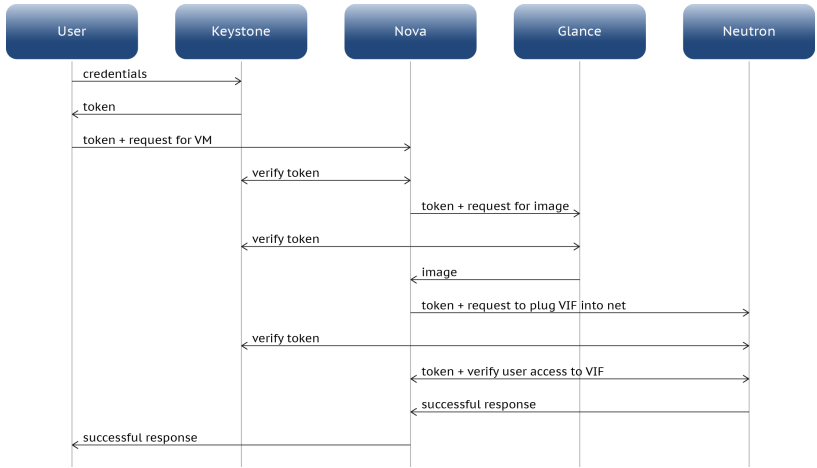 User
Keystone
Nova
Glance
Neutron
credentials
token
token + request for VM
verify token
token + request for image
verify token
image
token + request to plug VIF into net
verify token
token + verify user access to VIF
successful response
successful response